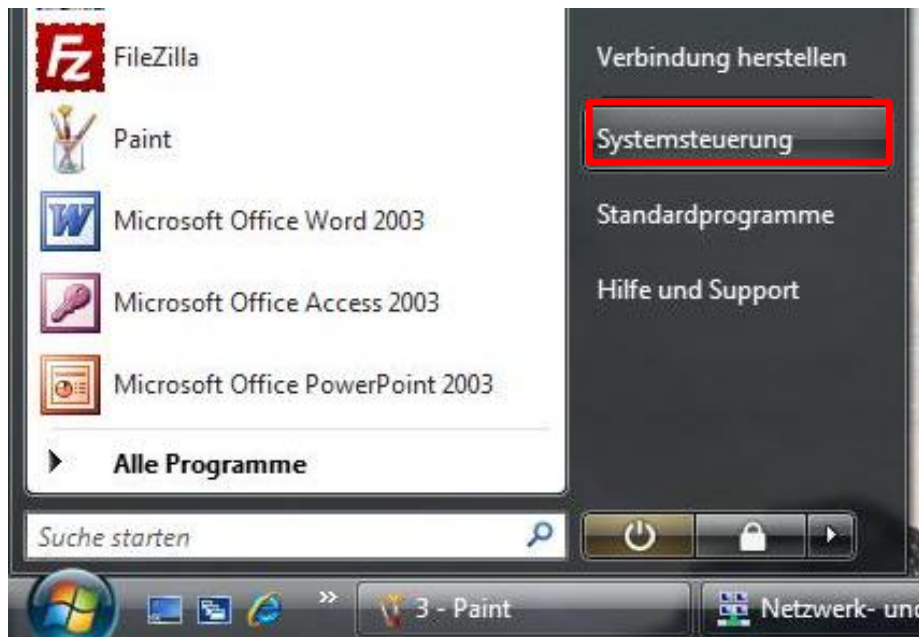 FileZilla
Paint
Microsoft Office Word 2003
Microsoft Office Access 2003
Microsoft Office PowerPoint 2003
Alle Programme
Suche starten
Verbindung herstellen
Systemsteuerung
Standardprogramme
Hilfe und Support
3 - Paint
Netzwerk- und